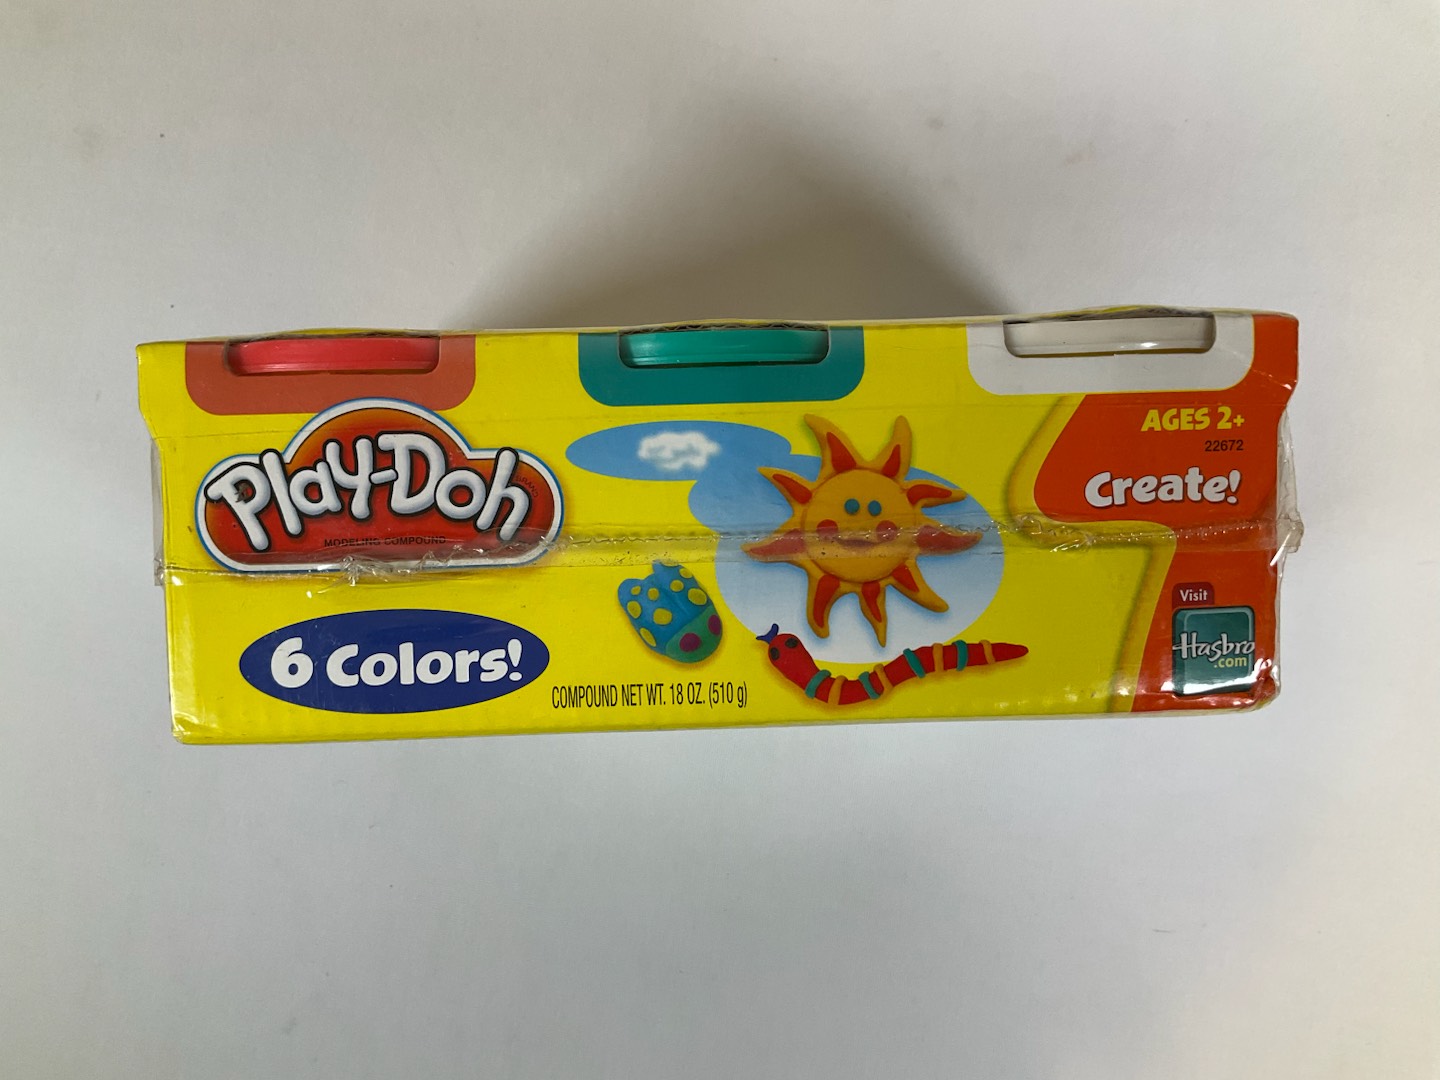 Play-Doh
BRAND
MODELING COMPOUND
6 Colors!
COMPOUND NET WT. 18 OZ. (510 g)
AGES 2+
22672
Create!
Visit
Hasbro
.com